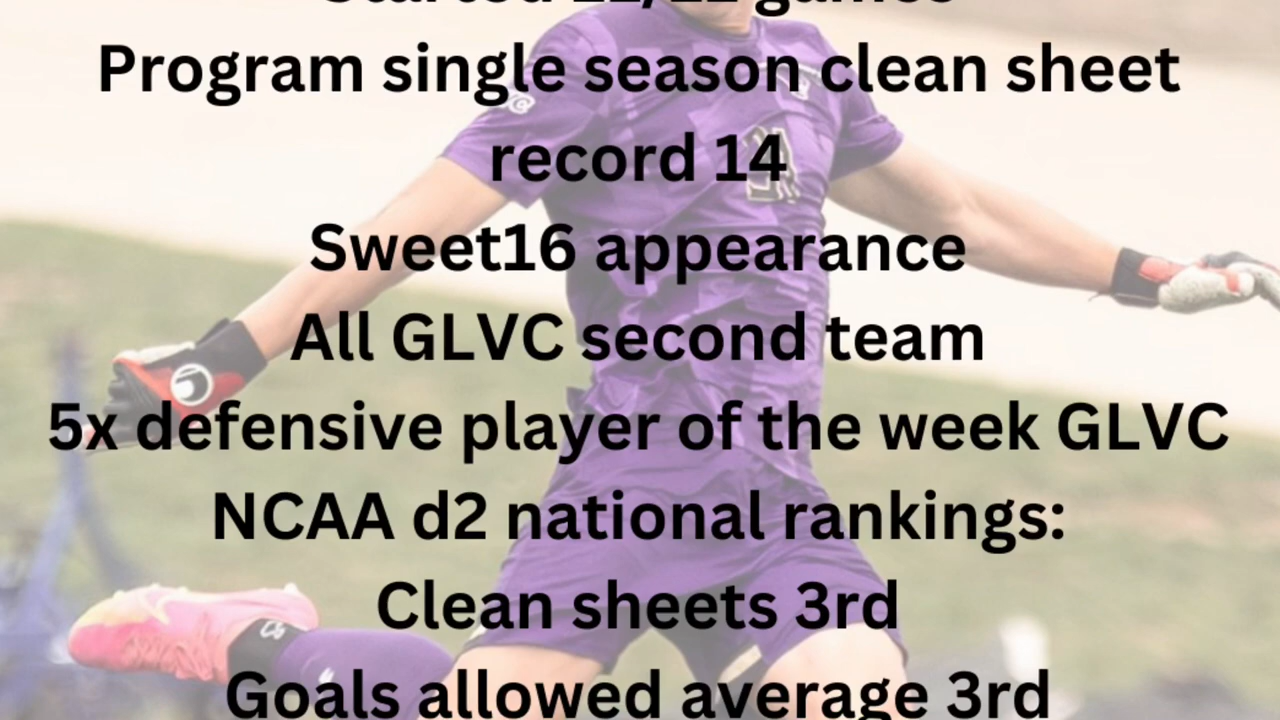 Program single season clean sheet
record 14
Sweet16 appearance
All GLVC second team
5x defensive player of the week GLVC
NCAA d2 national rankings:
Clean sheets 3rd
Goals allowed average 3rd